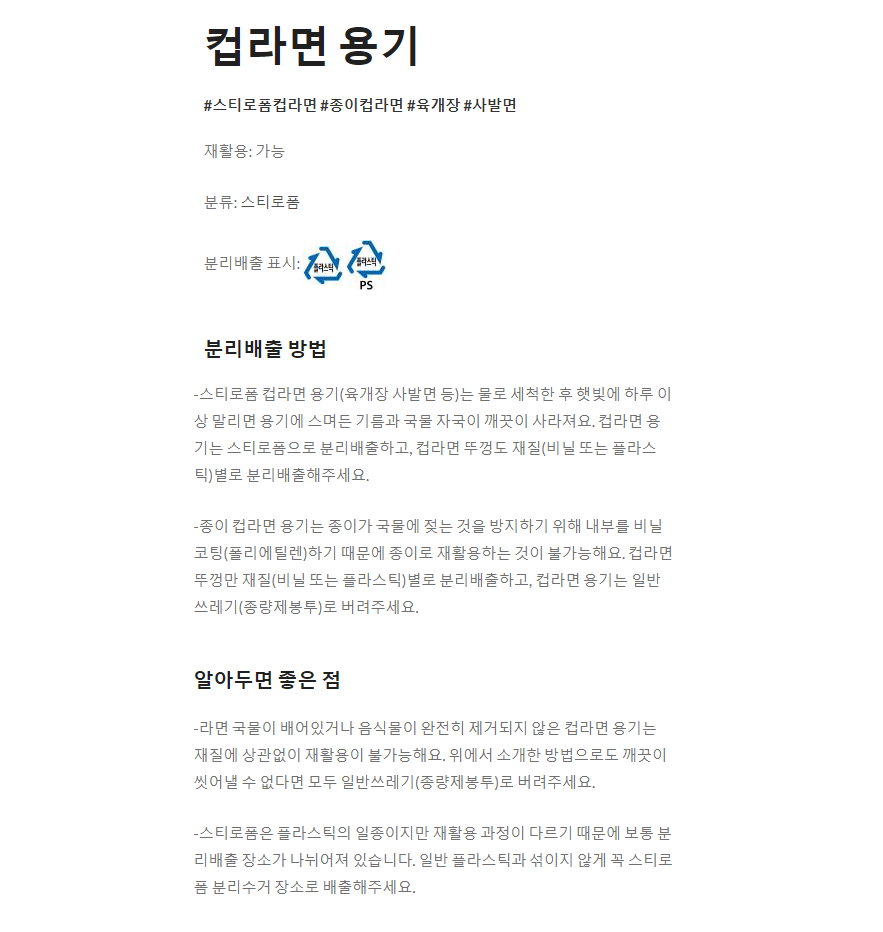 컵라면 용기
#스티로폼컵라면 #종이컵라면 #육개장 #사발면
재활용: 가능
분류: 스티로폼
분리배출 표시: 플라스틱 플라스틱
PS
분리배출 방법
-스티로폼 컵라면 용기(육개장 사발면 등)는 물로 세척한 후 햇빛에 하루 이
상 말리면 용기에 스며든 기름과 국물 자국이 깨끗이 사라져요. 컵라면 용
기는 스티로폼으로 분리배출하고, 컵라면 뚜껑도 재질(비닐 또는 플라스
틱)별로 분리배출해주세요.
-종이 컵라면 용기는 종이가 국물에 젖는 것을 방지하기 위해 내부를 비닐
코팅(폴리에틸렌)하기 때문에 종이로 재활용하는 것이 불가능해요. 컵라면
뚜껑만 재질(비닐 또는 플라스틱)별로 분리배출하고, 컵라면 용기는 일반
쓰레기(종량제봉투)로 버려주세요.
알아두면 좋은 점
-라면 국물이 배어있거나 음식물이 완전히 제거되지 않은 컵라면 용기는
재질에 상관없이 재활용이 불가능해요. 위에서 소개한 방법으로도 깨끗이
씻어낼 수 없다면 모두 일반쓰레기(종량제봉투)로 버려주세요.
-스티로폼은 플라스틱의 일종이지만 재활용 과정이 다르기 때문에 보통 분
리배출 장소가 나뉘어져 있습니다. 일반 플라스틱과 섞이지 않게 꼭 스티로
폼 분리수거 장소로 배출해주세요.